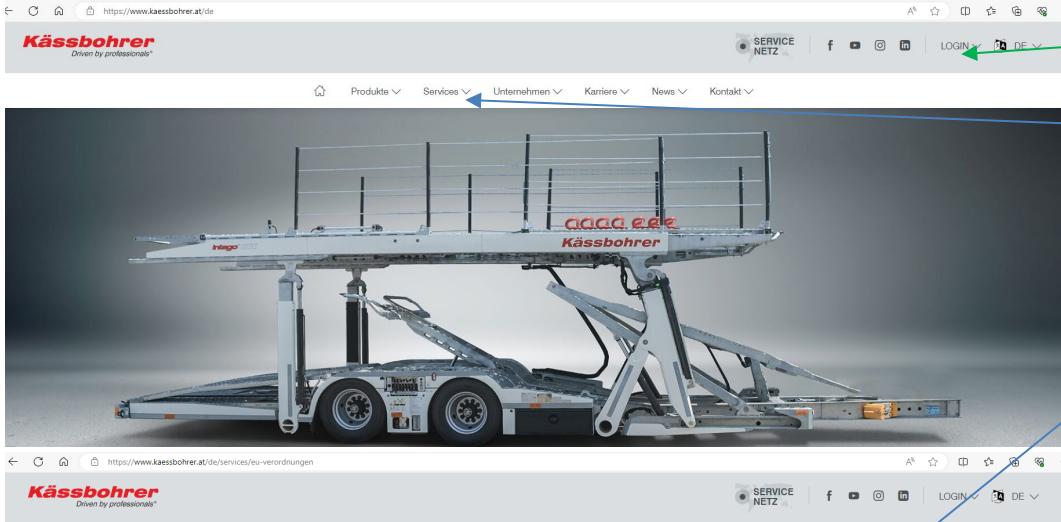 https://www.kaessbohrer.at/de
Kässbohrer
Driven by professionals®
SERVICE
NETZ
LOGIN
DE
Produkte
Services
Unternehmen
Karriere
News
Kontakt
Kässbohrer
Intago
https://www.kaessbohrer.at/de/services/eu-verordnungen
Kässbohrer
Driven by professionals®
SERVICE
NETZ
LOGIN
DE